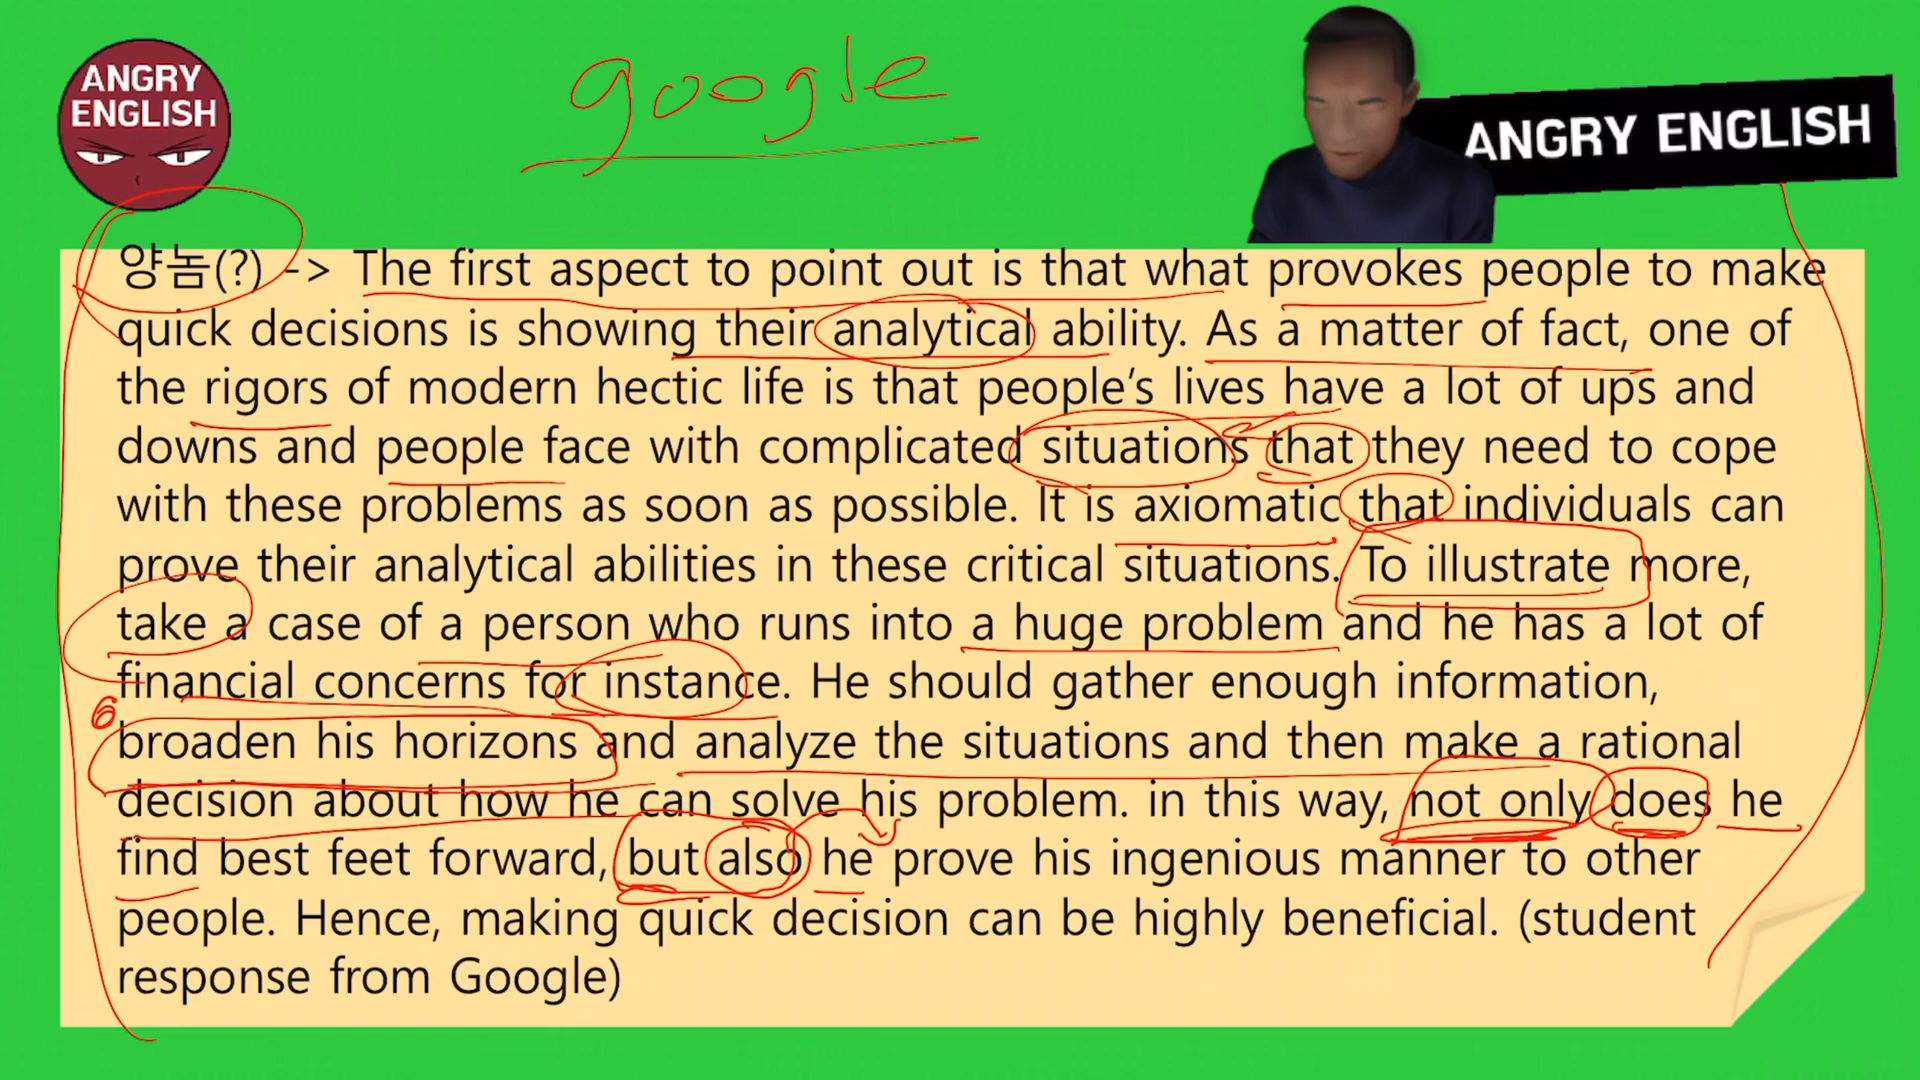 ANGRY
ENGLISH
google
ANGRY ENGLISH
양놈(?) -> The first aspect to point out is that what provokes people to make
quick decisions is showing their analytical ability. As a matter of fact, one of
the rigors of modern hectic life is that people's lives have a lot of ups and
downs and people face with complicated situations that they need to cope
with these problems as soon as possible. It is axiomatic that individuals can
prove their analytical abilities in these critical situations. To illustrate more,
take a case of a person who runs into a huge problem and he has a lot of
financial concerns for instance. He should gather enough information,
broaden his horizons and analyze the situations and then make a rational
decision about how he can solve his problem. in this way, not only does he
find best feet forward, but also he prove his ingenious manner to other
people. Hence, making quick decision can be highly beneficial. (student
response from Google)